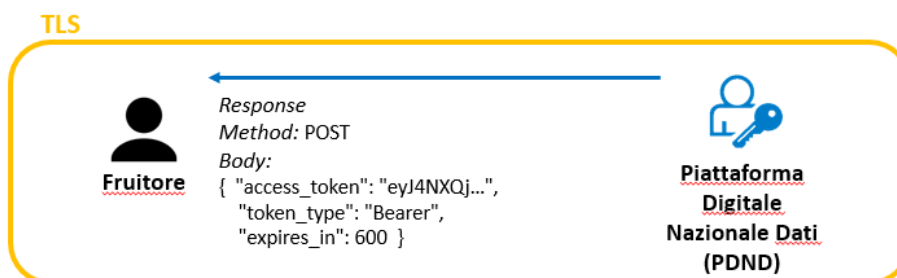 TLS
Response
Method: POST
Body:
{ "access_token": "eyJ4NXQj...",
"token_type": "Bearer",
"expires_in": 600 }
Fruitore
Piattaforma
Digitale
Nazionale Dati
(PDND)